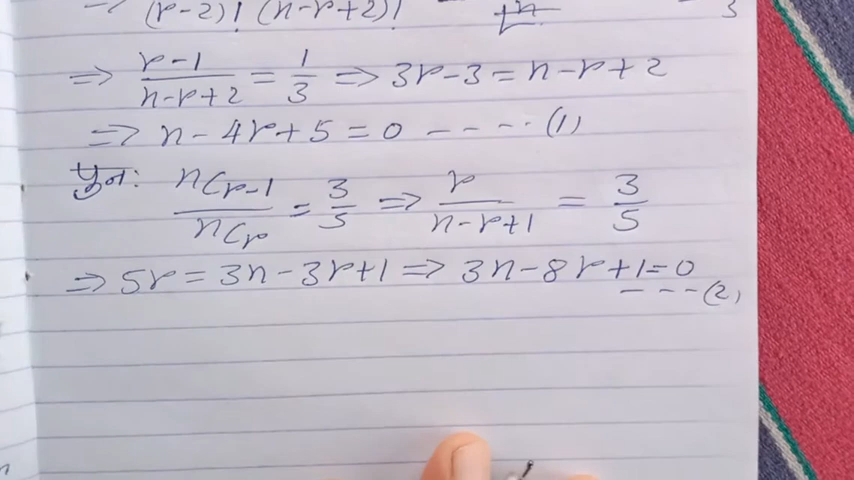 => (r-2)! (n-r+2)!
=> r-1/n-r+2 = 1/3 => 3r-3 = n-r+2
=> n-4r+5 = 0 ---- (1)
पुन: nCr-1/nCr = 3/5 => r/n-r+1 = 3/5
=> 5r = 3n-3r+1 => 3n-8r+1=0
--- (2)